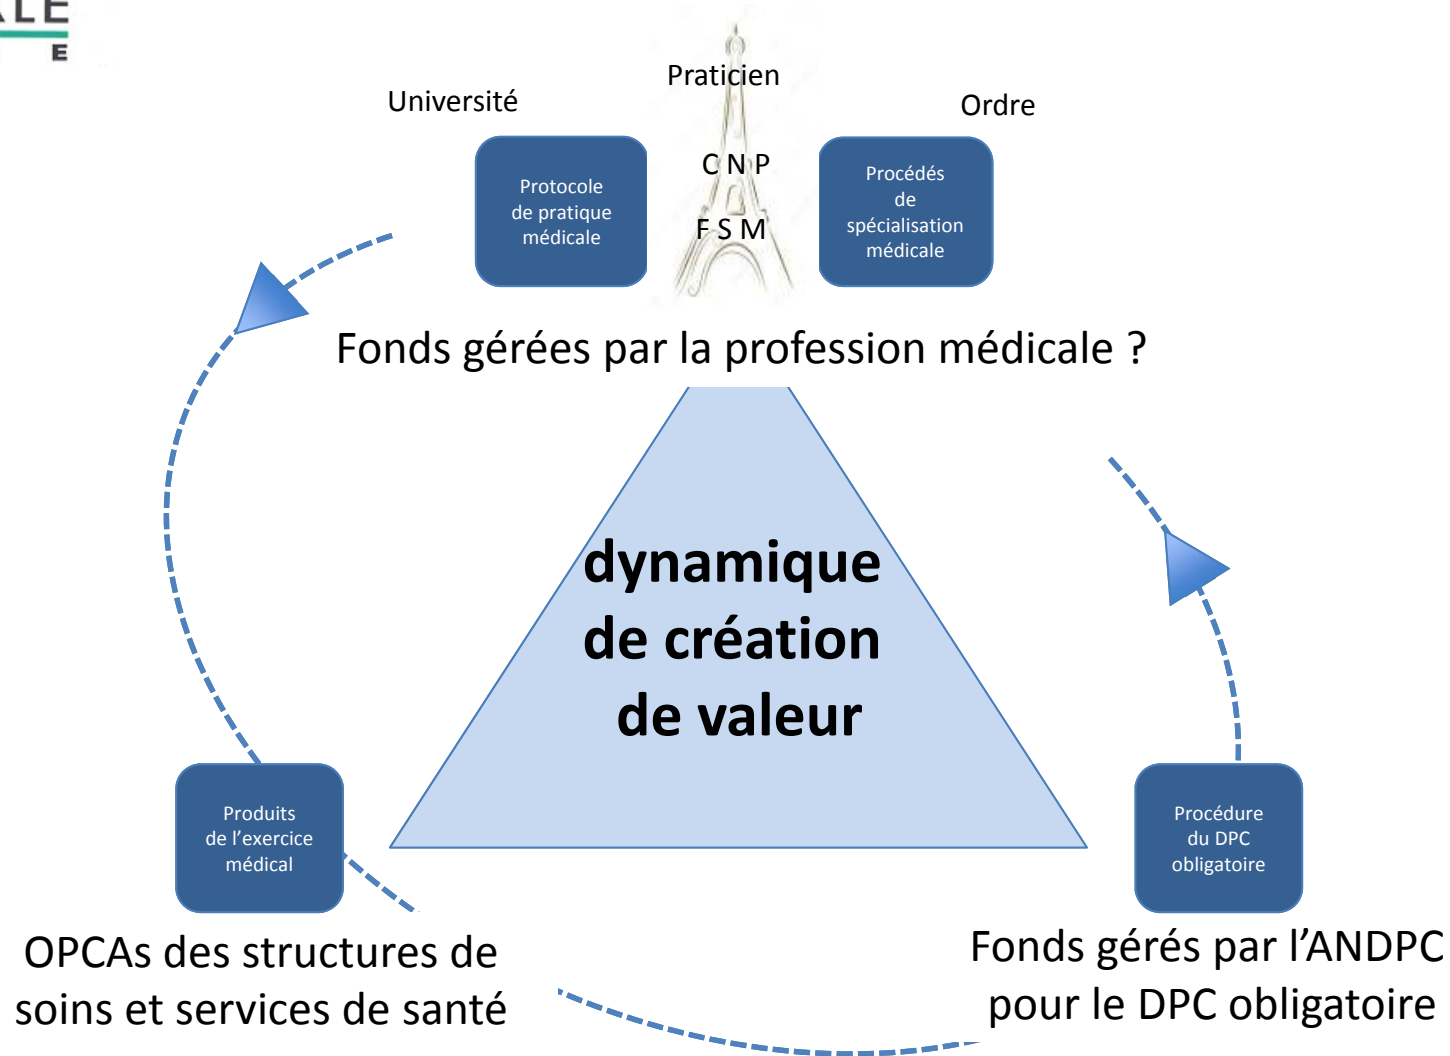 E
Praticien
Université
Ordre
C N P
F S M
Protocole
de pratique
médicale
Procédés
de
spécialisation
médicale
Fonds gérées par la profession médicale ?
dynamique
de création
de valeur
Produits
de l’exercice
médical
Procédure
du DPC
obligatoire
OPCAs des structures de
soins et services de santé
Fonds gérés par l’ANDPC
pour le DPC obligatoire